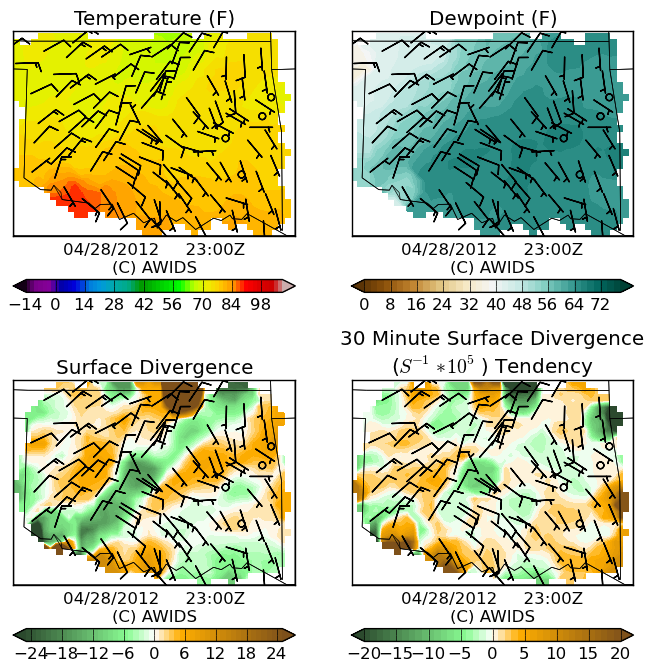 Temperature (F)
Dewpoint (F)
04/28/2012 23:00Z
(C) AWIDS
04/28/2012 23:00Z
(C) AWIDS
−14 0 14 28 42 56 70 84 98
0 8 16 24 32 40 48 56 64 72
Surface Divergence
30 Minute Surface Divergence
(S⁻¹ *10⁵ ) Tendency
04/28/2012 23:00Z
(C) AWIDS
04/28/2012 23:00Z
(C) AWIDS
−24 −18 −12 −6 0 6 12 18 24
−20 −15 −10 −5 0 5 10 15 20